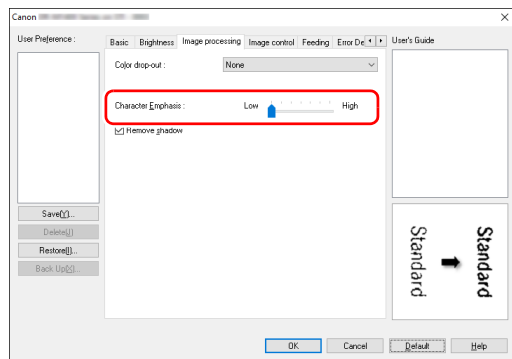 Canon
User Preference :
Basic Brightness Image processing Image control Feeding Error De
User's Guide
Color drop-out : None
Character Emphasis : Low High
Remove shadow
Save(Y)...
Delete(J)
Restore(I)...
Back Up(X)...
Standard
Standard
OK Cancel Default Help